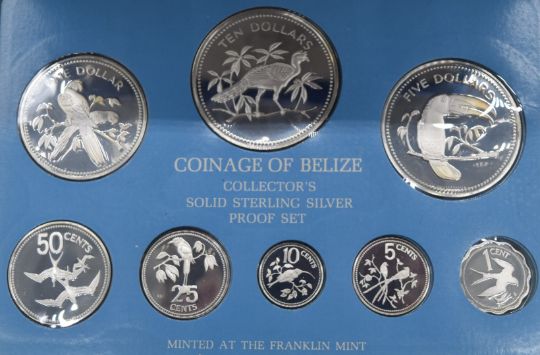 ONE DOLLAR
TEN DOLLARS
FIVE DOLLARS
COINAGE OF BELIZE
COLLECTOR'S
SOLID STERLING SILVER
PROOF SET
50 CENTS
25
CENTS
10
CENTS
5
CENTS
1
CENT
MINTED AT THE FRANKLIN MINT